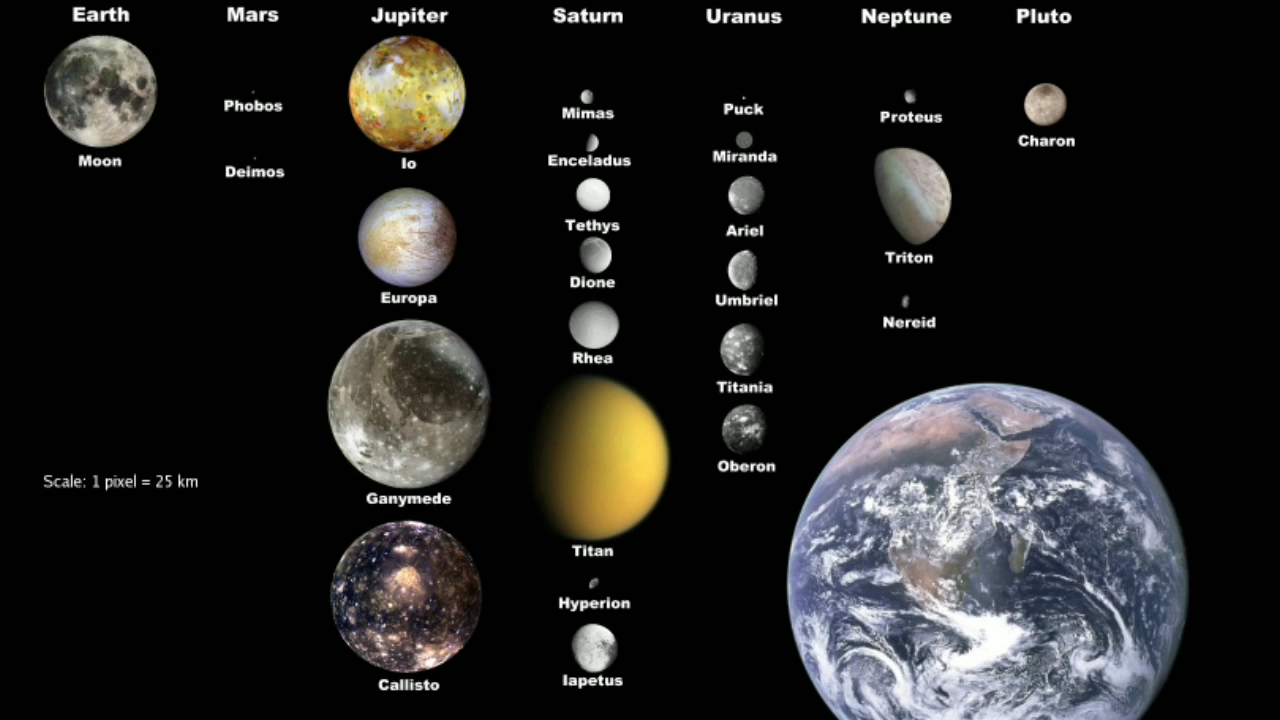 Earth
Mars
Jupiter
Saturn
Uranus
Neptune
Pluto
Moon
Phobos
Deimos
Io
Europa
Ganymede
Callisto
Mimas
Enceladus
Tethys
Dione
Rhea
Titan
Hyperion
Iapetus
Puck
Miranda
Ariel
Umbriel
Titania
Oberon
Proteus
Triton
Nereid
Charon
Scale: 1 pixel = 25 km